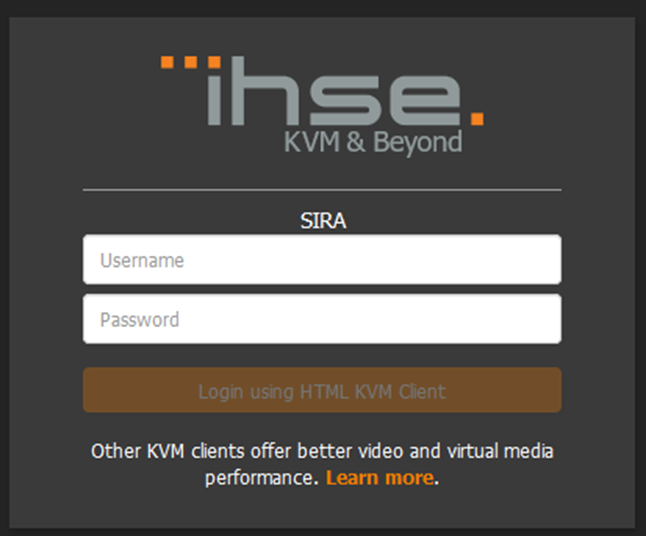 ihse.
KVM & Beyond
SIRA
Username
Password
Login using HTML KVM Client
Other KVM clients offer better video and virtual media
performance. Learn more.